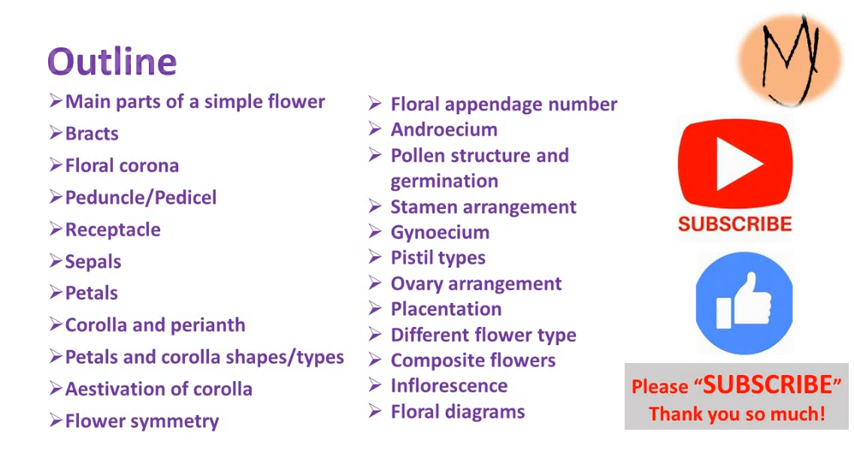 Outline
➢Main parts of a simple flower
➢Bracts
➢Floral corona
➢Peduncle/Pedicel
➢Receptacle
➢Sepals
➢Petals
➢Corolla and perianth
➢Petals and corolla shapes/types
➢Aestivation of corolla
➢Flower symmetry
➢ Floral appendage number
➢ Androecium
➢ Pollen structure and
germination
➢ Stamen arrangement
➢ Gynoecium
➢ Pistil types
➢ Ovary arrangement
➢ Placentation
➢ Different flower type
➢ Composite flowers
➢ Inflorescence
➢ Floral diagrams
MJ
SUBSCRIBE
Please “SUBSCRIBE”
Thank you so much!